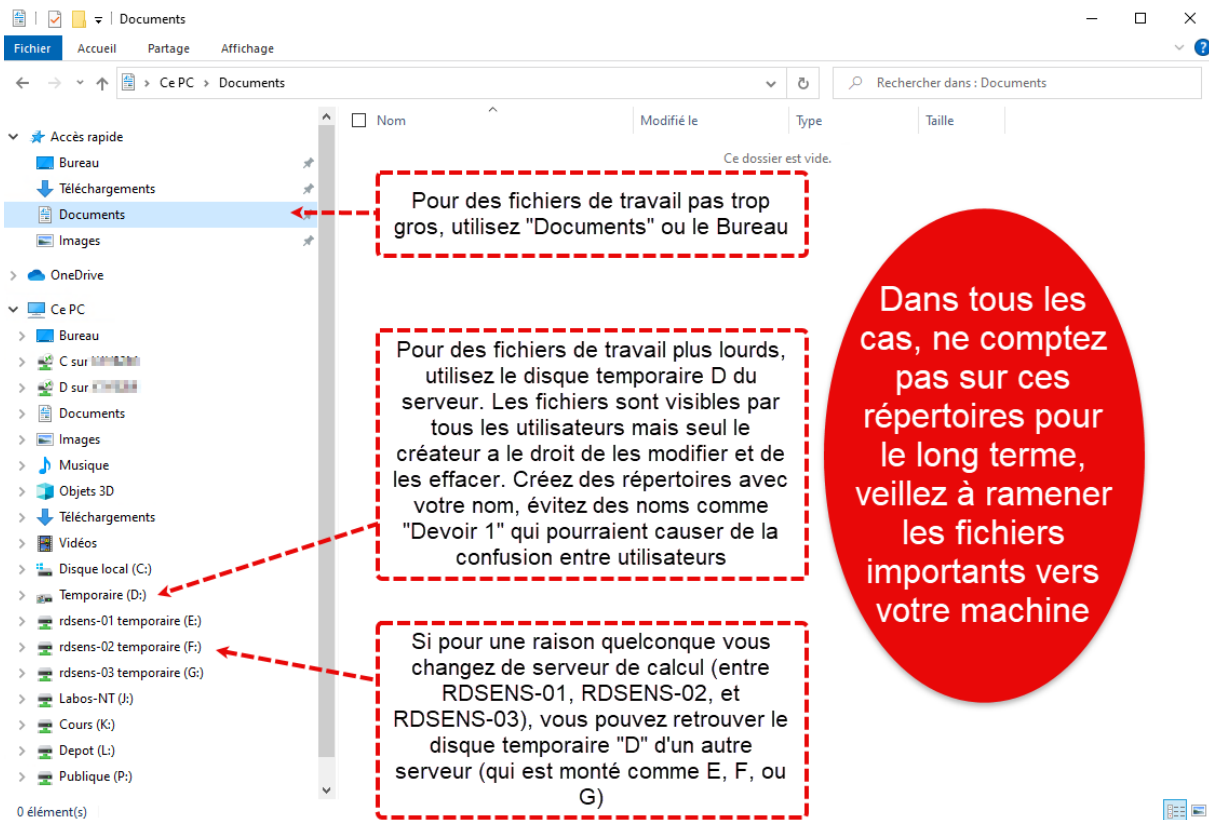 Documents
Fichier Accueil Partage Affichage
Ce PC > Documents
Rechercher dans : Documents
Nom Modifié le Type Taille
Ce dossier est vide.
Accès rapide
Bureau
Téléchargements
Documents
Images
OneDrive
Ce PC
Bureau
C sur
D sur
Documents
Images
Musique
Objets 3D
Téléchargements
Vidéos
Disque local (C:)
Temporaire (D:)
rdsens-01 temporaire (E:)
rdsens-02 temporaire (F:)
rdsens-03 temporaire (G:)
Labos-NT (J:)
Cours (K:)
Depot (L:)
Publique (P:)
0 élément(s)
Pour des fichiers de travail pas trop
gros, utilisez "Documents" ou le Bureau
Pour des fichiers de travail plus lourds,
utilisez le disque temporaire D du
serveur. Les fichiers sont visibles par
tous les utilisateurs mais seul le
créateur a le droit de les modifier et de
les effacer. Créez des répertoires avec
votre nom, évitez des noms comme
"Devoir 1" qui pourraient causer de la
confusion entre utilisateurs
Si pour une raison quelconque vous
changez de serveur de calcul (entre
RDSENS-01, RDSENS-02, et
RDSENS-03), vous pouvez retrouver le
disque temporaire "D" d'un autre
serveur (qui est monté comme E, F, ou
G)
Dans tous les
cas, ne comptez
pas sur ces
répertoires pour
le long terme,
veillez à ramener
les fichiers
importants vers
votre machine